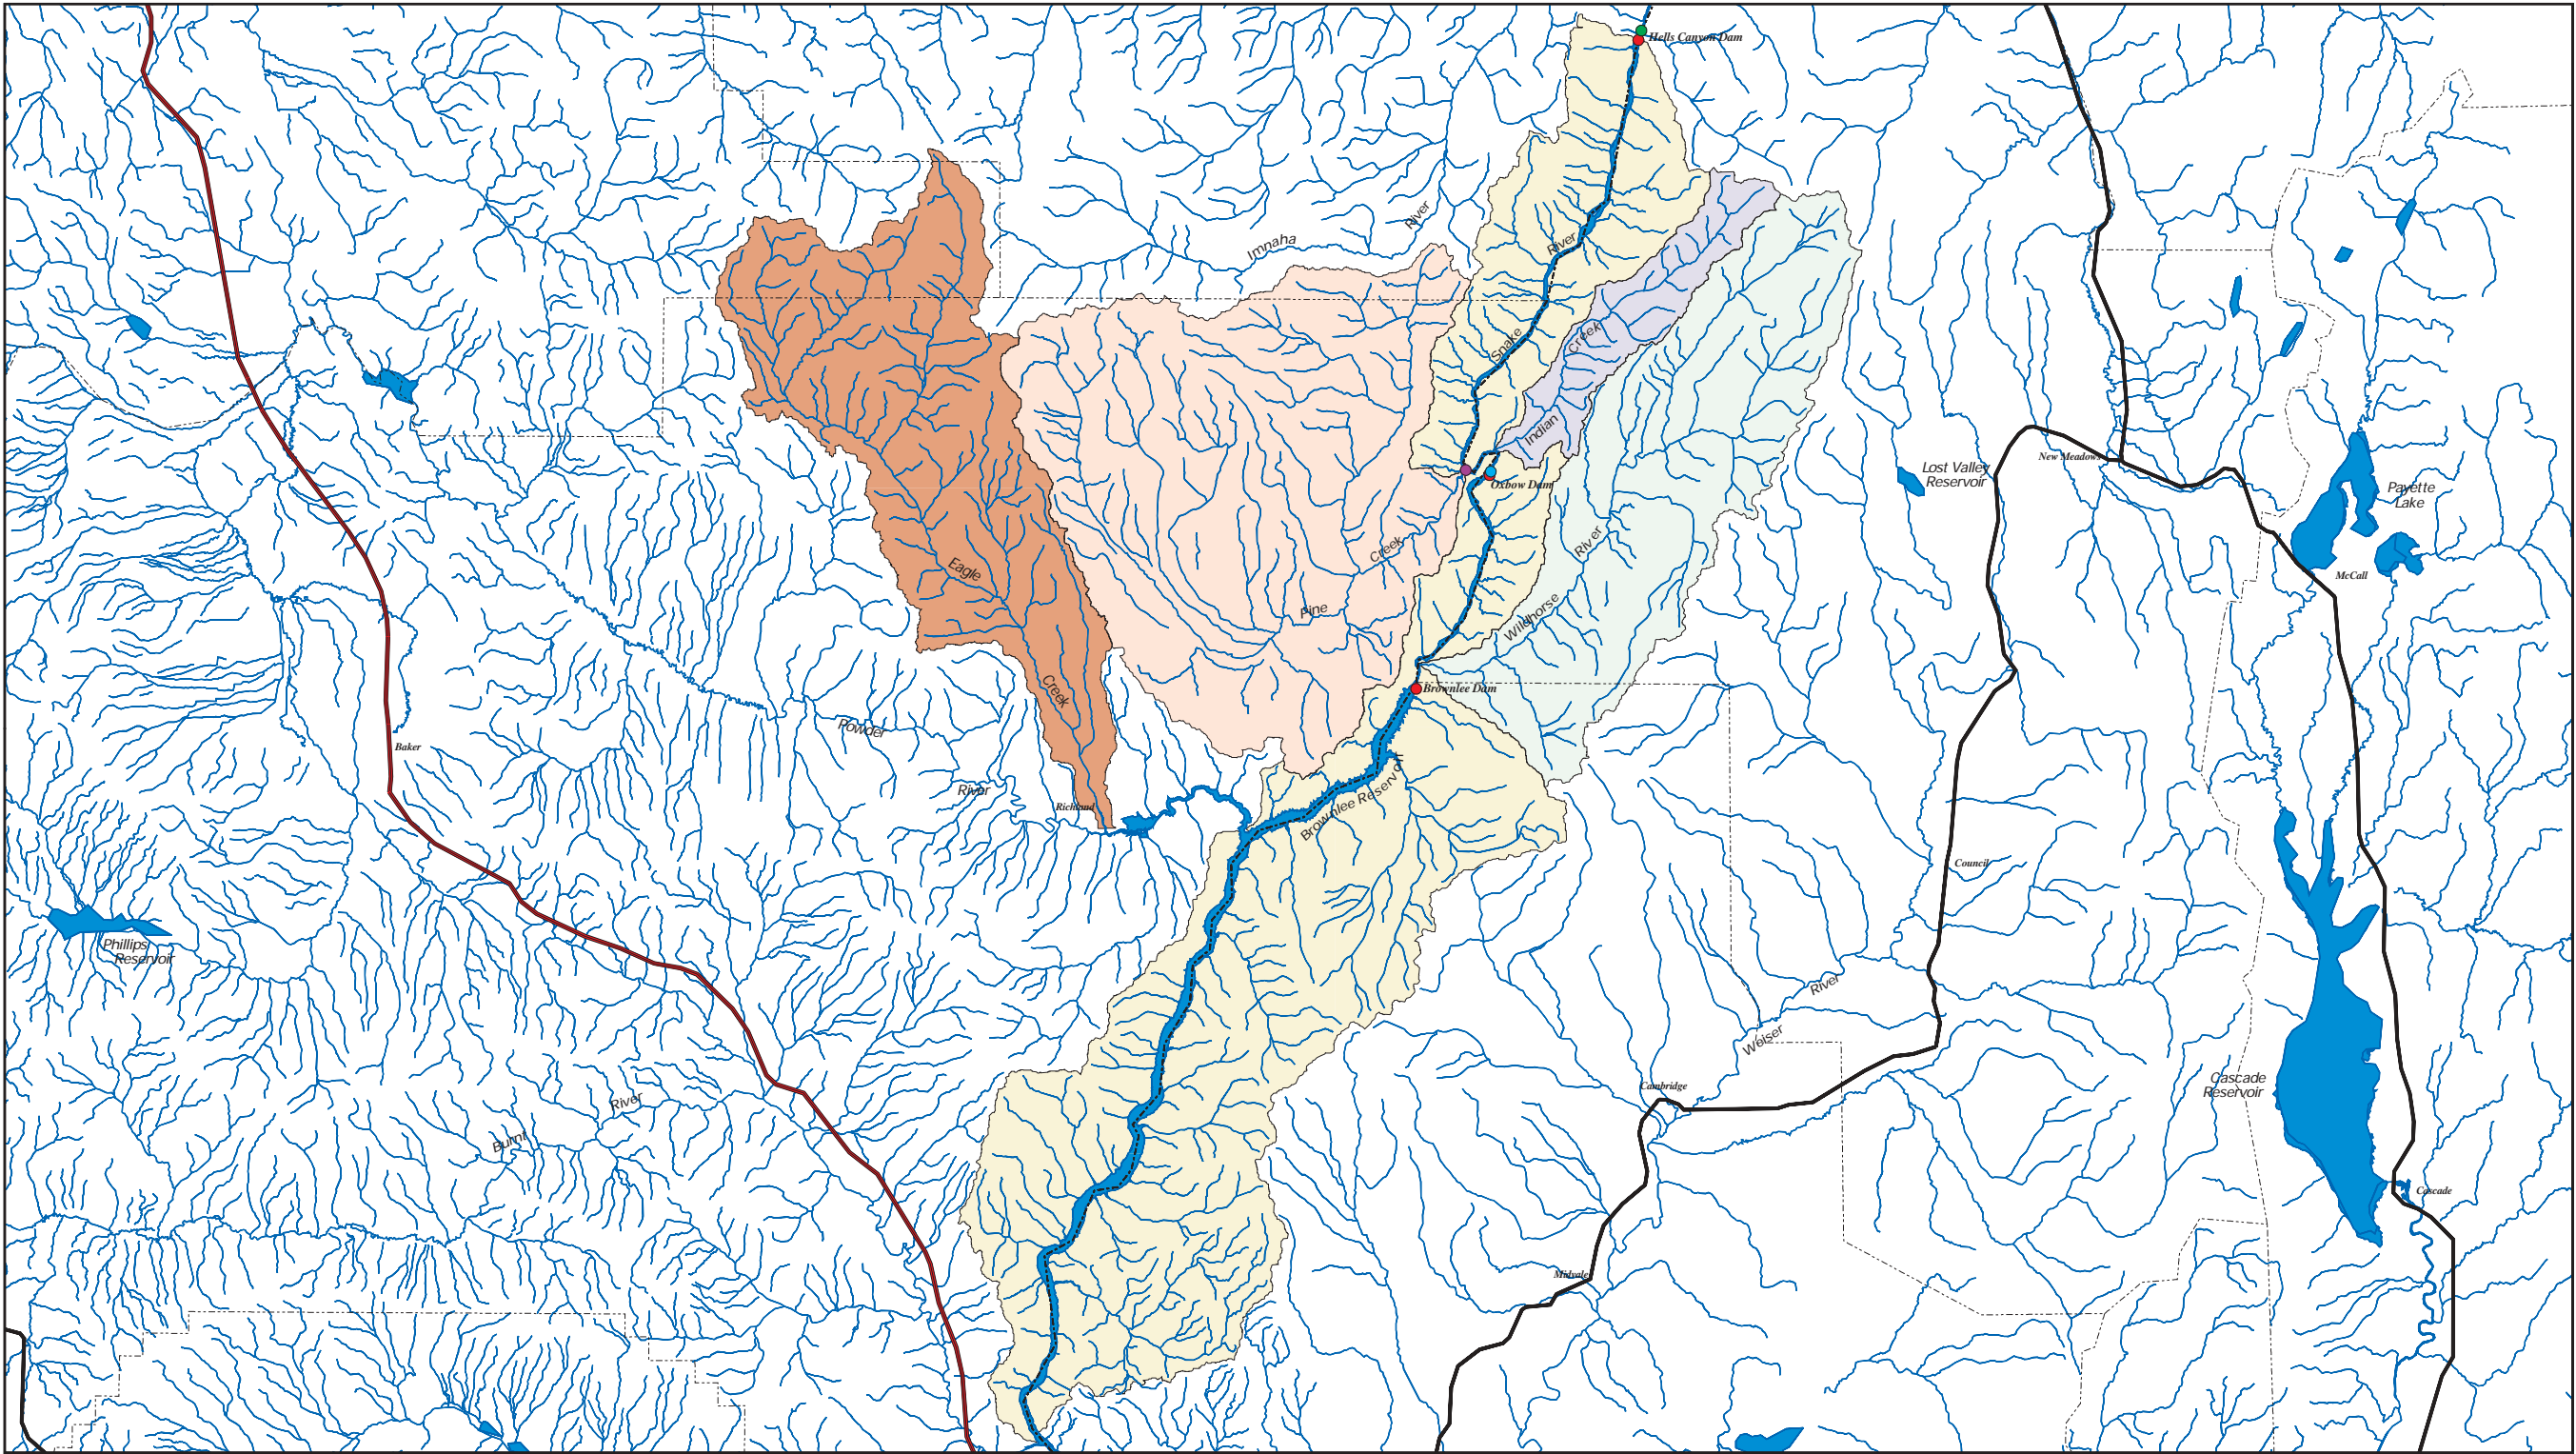 Hells Canyon Dam
River
Imnaha
River
Snake
Creek
Indian
Oxbow Dam
New Meadows
Lost Valley
Reservoir
Payette
Lake
McCall
Creek
River
Eagle
Pine
Wildhorse
Creek
Brownlee Dam
Powder
Baker
River
Richland
Brownlee Reservoir
Council
Phillips
Reservoir
River
Weiser
Cascade
Reservoir
Cambridge
River
Burnt
Cascade
Midvale